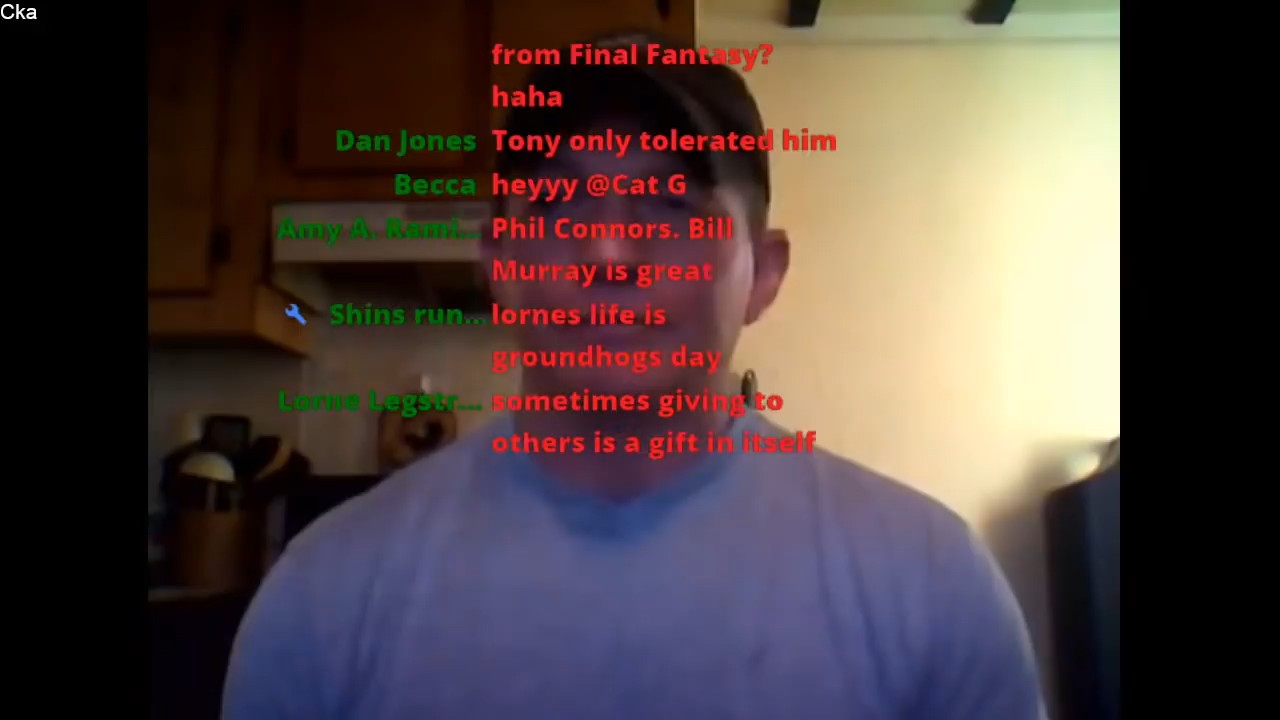 Cka
from Final Fantasy?
haha
Dan Jones Tony only tolerated him
Becca heyyy @Cat G
Amy A. Rami... Phil Connors. Bill
Murray is great
Shins run... lornes life is
groundhogs day
Lorne Legstr... sometimes giving to
others is a gift in itself